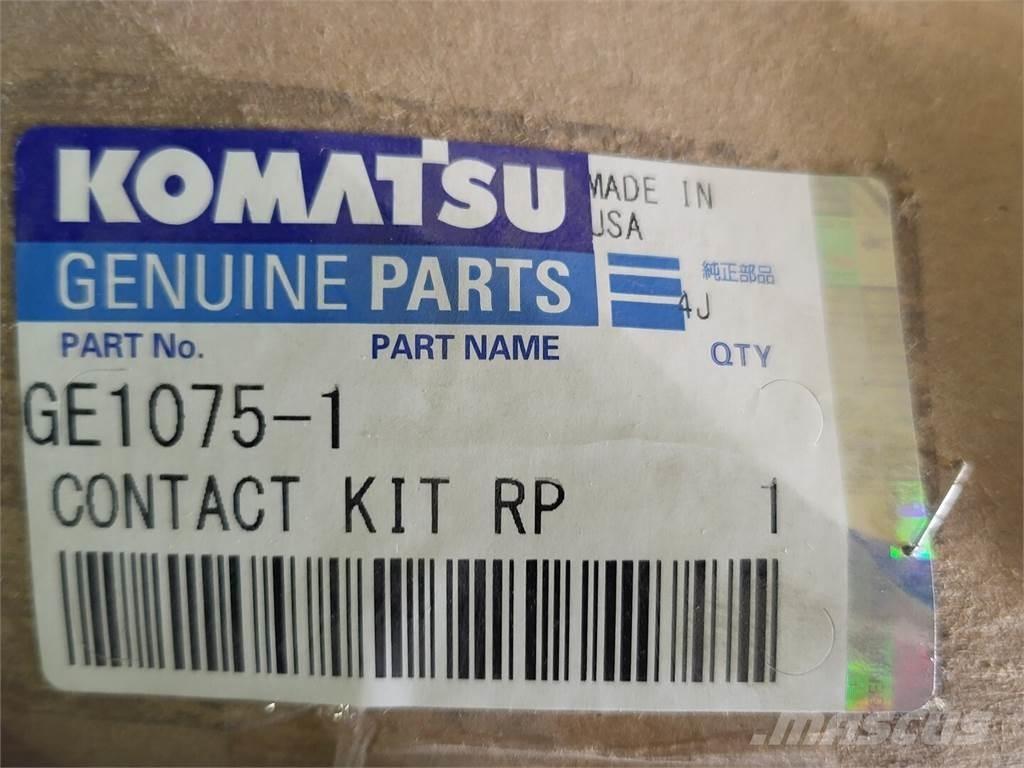 KOMATSU
MADE IN
USA
GENUINE PARTS
純正部品
4J
PART No.
PART NAME
QTY
GE1075-1
CONTACT KIT RP 1
MASCUS